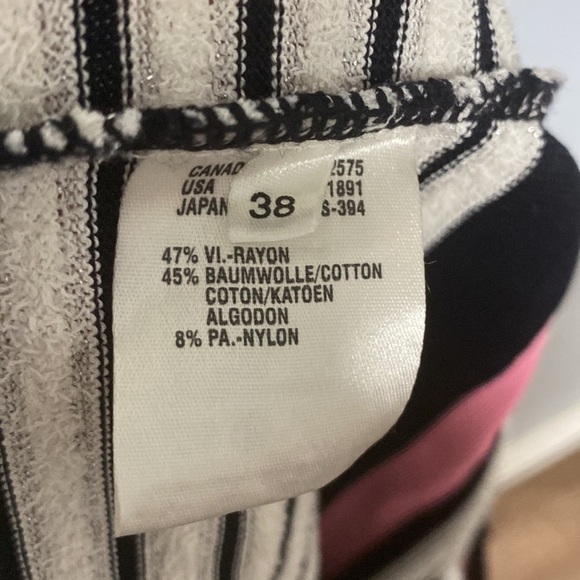 CANAD 2575
USA 1891
JAPAN S-394
38
47% VI.-RAYON
45% BAUMWOLLE/COTTON
COTON/KATOEN
ALGODON
8% PA.-NYLON